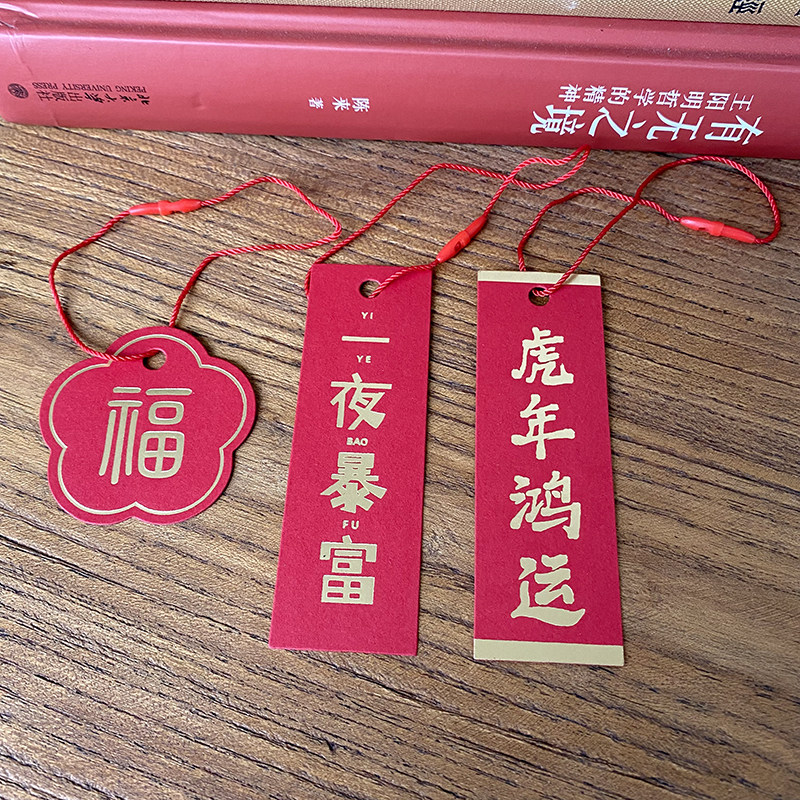 有无之境
王阳明哲学的精神
陈来 著
北京大学出版社
PEKING UNIVERSITY PRESS
福
YI
一
YE
夜
BAO
暴
FU
富
虎年鸿运